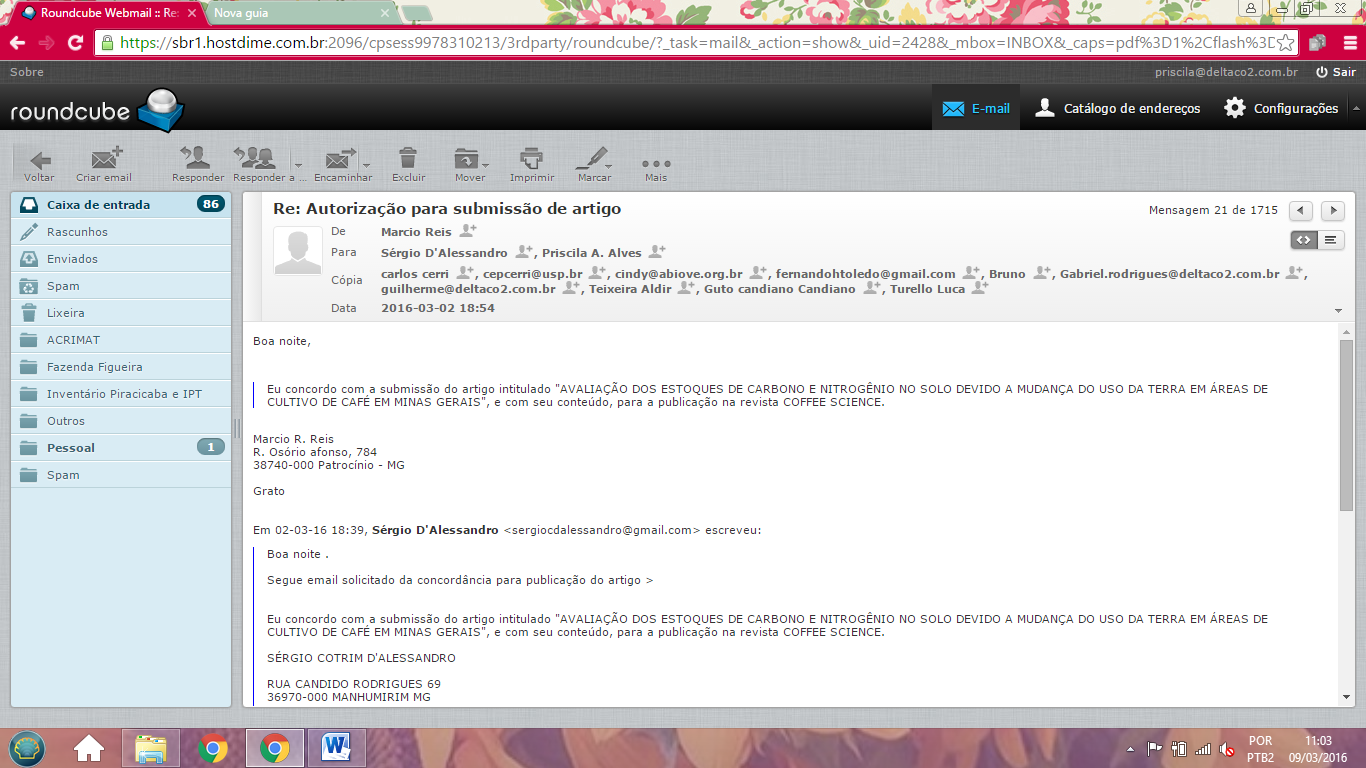 Roundcube Webmail :: Re:
Nova guia
https://sbr1.hostdime.com.br:2096/cpsess9978310213/3rdparty/roundcube/?_task=mail&_action=show&_uid=2428&_mbox=INBOX&_caps=pdf%3D1%2Cflash%3D
Sobre
priscila@deltaco2.com.br
Sair
roundcube
E-mail
Catálogo de endereços
Configurações
Voltar
Criar email
Responder
Responder a ...
Encaminhar
Excluir
Mover
Imprimir
Marcar
Mais
Caixa de entrada 86
Rascunhos
Enviados
Spam
Lixeira
ACRIMAT
Fazenda Figueira
Inventário Piracicaba e IPT
Outros
Pessoal 1
Spam
Re: Autorização para submissão de artigo
Mensagem 21 de 1715
De Marcio Reis
Para Sérgio D'Alessandro , Priscila A. Alves
Cópia carlos cerri , cepcerri@usp.br , cindy@abiove.org.br , fernandohtoledo@gmail.com , Bruno , Gabriel.rodrigues@deltaco2.com.br ,
guilherme@deltaco2.com.br , Teixeira Aldir , Guto candiano Candiano , Turello Luca
Data 2016-03-02 18:54
Boa noite,
Eu concordo com a submissão do artigo intitulado "AVALIAÇÃO DOS ESTOQUES DE CARBONO E NITROGÊNIO NO SOLO DEVIDO A MUDANÇA DO USO DA TERRA EM ÁREAS DE
CULTIVO DE CAFÉ EM MINAS GERAIS", e com seu conteúdo, para a publicação na revista COFFEE SCIENCE.
Marcio R. Reis
R. Osório afonso, 784
38740-000 Patrocínio - MG
Grato
Em 02-03-16 18:39, Sérgio D'Alessandro <sergiocdalessandro@gmail.com> escreveu:
Boa noite .
Segue email solicitado da concordância para publicação do artigo >
Eu concordo com a submissão do artigo intitulado "AVALIAÇÃO DOS ESTOQUES DE CARBONO E NITROGÊNIO NO SOLO DEVIDO A MUDANÇA DO USO DA TERRA EM ÁREAS DE
CULTIVO DE CAFÉ EM MINAS GERAIS", e com seu conteúdo, para a publicação na revista COFFEE SCIENCE.
SÉRGIO COTRIM D'ALESSANDRO
RUA CANDIDO RODRIGUES 69
36970-000 MANHUMIRIM MG
POR
PTB2
11:03
09/03/2016